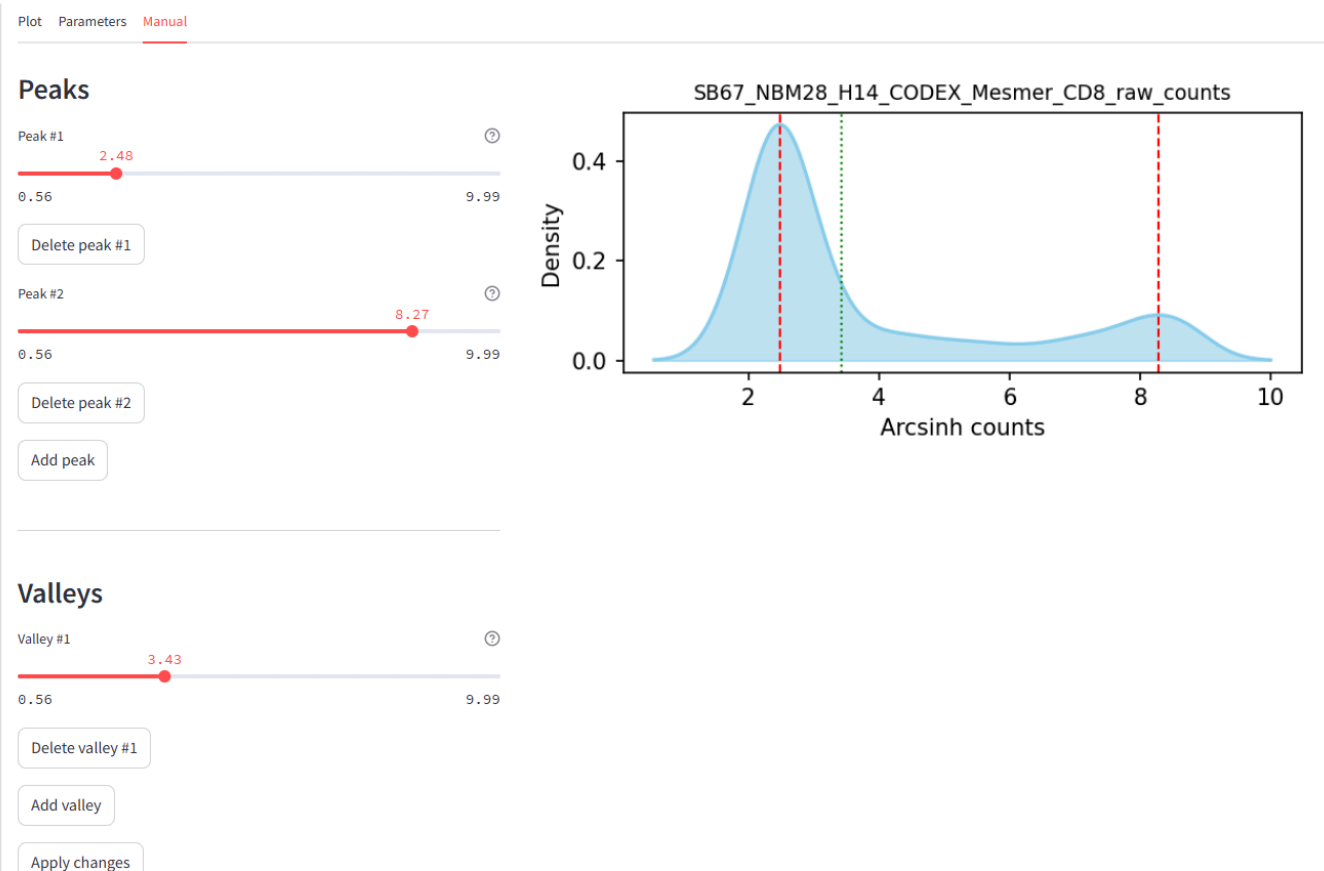 Plot Parameters Manual
Peaks
Peak #1
2.48
0.56 9.99
Delete peak #1
Peak #2
8.27
0.56 9.99
Delete peak #2
Add peak
Valleys
Valley #1
3.43
0.56 9.99
Delete valley #1
Add valley
Apply changes
SB67_NBM28_H14_CODEX_Mesmer_CD8_raw_counts
Density
0.4
0.2
0.0
2 4 6 8 10
Arcsinh counts